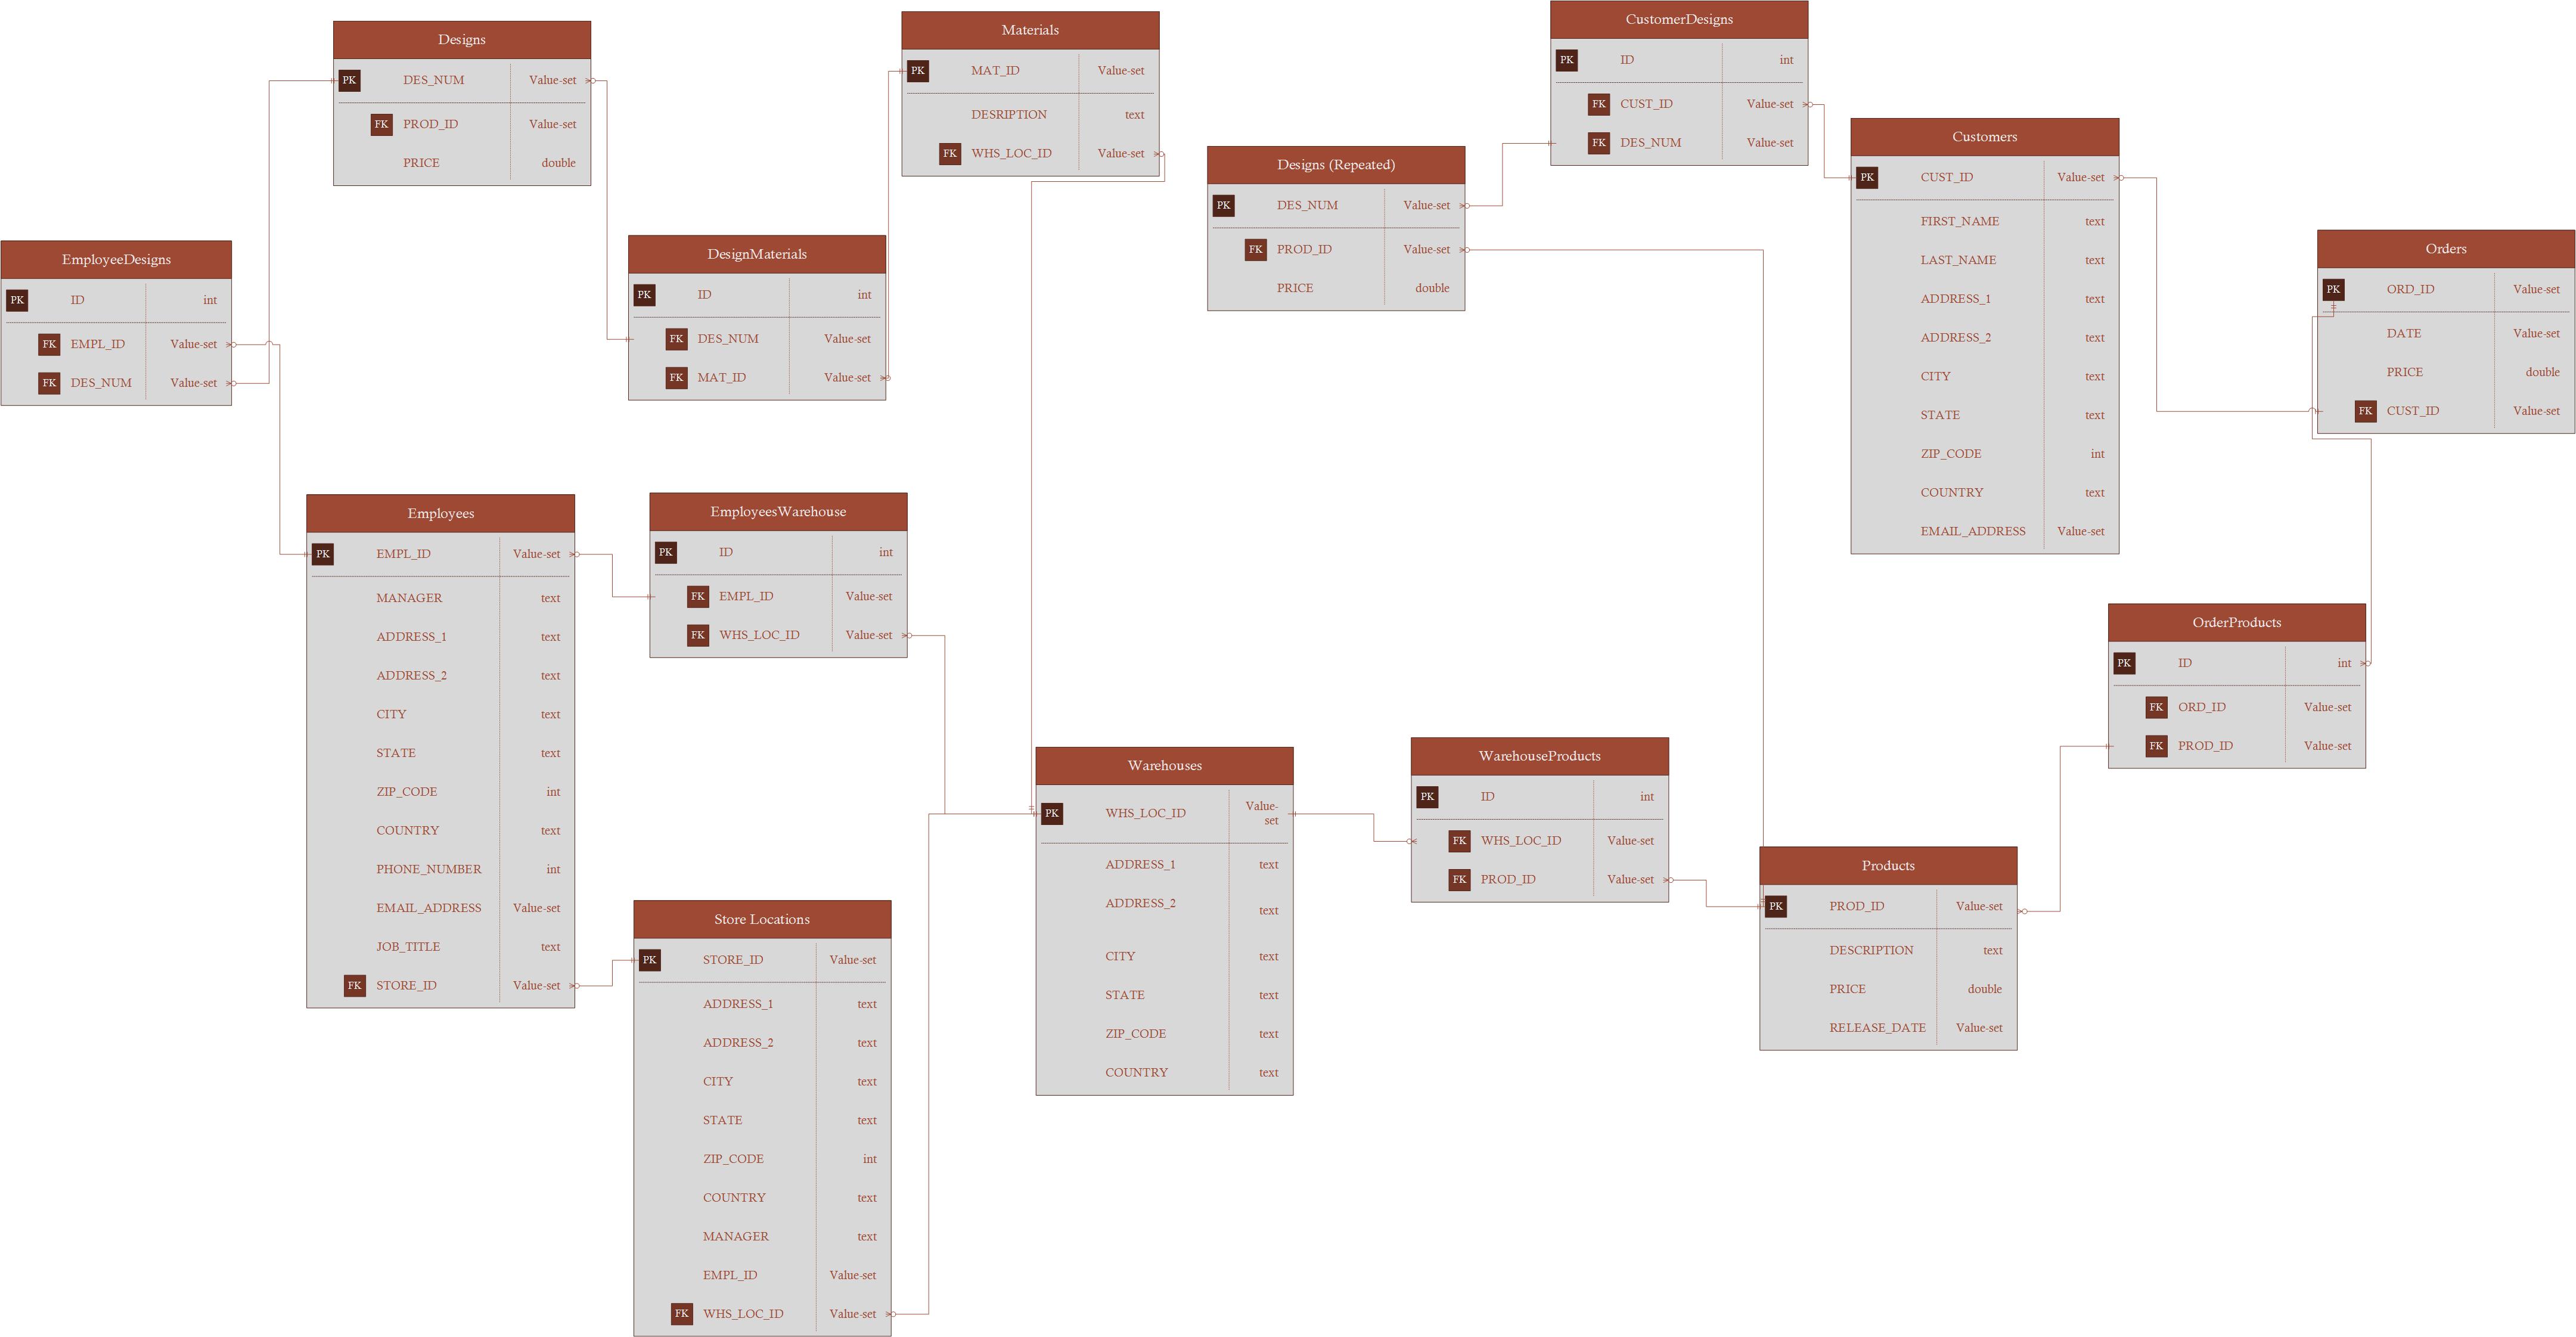 Designs
PK DES_NUM Value-set
FK PROD_ID Value-set
PRICE double
Materials
PK MAT_ID Value-set
DESRIPTION text
FK WHS_LOC_ID Value-set
CustomerDesigns
PK ID int
FK CUST_ID Value-set
FK DES_NUM Value-set
Customers
PK CUST_ID Value-set
FIRST_NAME text
LAST_NAME text
ADDRESS_1 text
ADDRESS_2 text
CITY text
STATE text
ZIP_CODE int
COUNTRY text
EMAIL_ADDRESS Value-set
Designs (Repeated)
PK DES_NUM Value-set
FK PROD_ID Value-set
PRICE double
Orders
PK ORD_ID Value-set
DATE Value-set
PRICE double
FK CUST_ID Value-set
EmployeeDesigns
PK ID int
FK EMPL_ID Value-set
FK DES_NUM Value-set
DesignMaterials
PK ID int
FK DES_NUM Value-set
FK MAT_ID Value-set
Employees
PK EMPL_ID Value-set
MANAGER text
ADDRESS_1 text
ADDRESS_2 text
CITY text
STATE text
ZIP_CODE int
COUNTRY text
PHONE_NUMBER int
EMAIL_ADDRESS Value-set
JOB_TITLE text
FK STORE_ID Value-set
EmployeesWarehouse
PK ID int
FK EMPL_ID Value-set
FK WHS_LOC_ID Value-set
OrderProducts
PK ID int
FK ORD_ID Value-set
FK PROD_ID Value-set
Warehouses
PK WHS_LOC_ID Value-
set
ADDRESS_1 text
ADDRESS_2 text
CITY text
STATE text
ZIP_CODE text
COUNTRY text
WarehouseProducts
PK ID int
FK WHS_LOC_ID Value-set
FK PROD_ID Value-set
Products
PK PROD_ID Value-set
DESCRIPTION text
PRICE double
RELEASE_DATE Value-set
Store Locations
PK STORE_ID Value-set
ADDRESS_1 text
ADDRESS_2 text
CITY text
STATE text
ZIP_CODE int
COUNTRY text
MANAGER text
EMPL_ID Value-set
FK WHS_LOC_ID Value-set